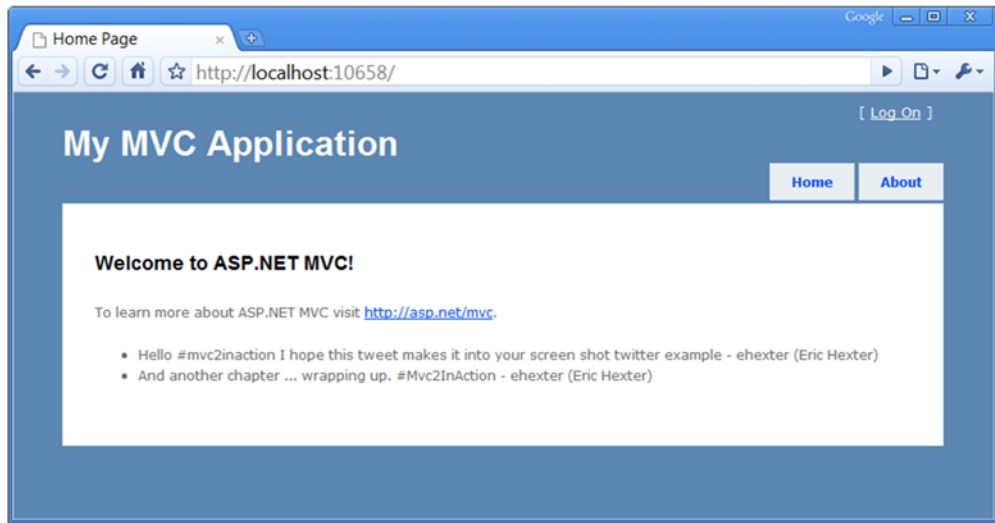 Google
Home Page
http://localhost:10658/
[ Log On ]
My MVC Application
Home
About
Welcome to ASP.NET MVC!
To learn more about ASP.NET MVC visit http://asp.net/mvc.
• Hello #mvc2inaction I hope this tweet makes it into your screen shot twitter example - ehexter (Eric Hexter)
• And another chapter ... wrapping up. #Mvc2InAction - ehexter (Eric Hexter)